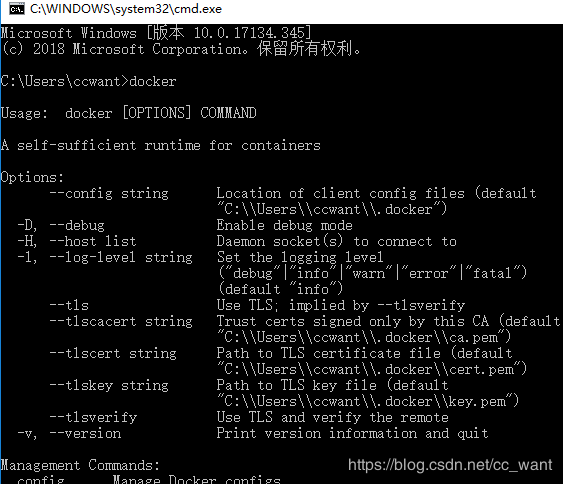 C:\WINDOWS\system32\cmd.exe
Microsoft Windows [版本 10.0.17134.345]
(c) 2018 Microsoft Corporation。保留所有权利。
C:\Users\ccwant>docker
Usage:  docker [OPTIONS] COMMAND
A self-sufficient runtime for containers
Options:
      --config string      Location of client config files (default
                           "C:\\Users\\ccwant\\.docker")
  -D, --debug              Enable debug mode
  -H, --host list          Daemon socket(s) to connect to
  -l, --log-level string   Set the logging level
                           ("debug"|"info"|"warn"|"error"|"fatal")
                           (default "info")
      --tls                Use TLS; implied by --tlsverify
      --tlscacert string   Trust certs signed only by this CA (default
                           "C:\\Users\\ccwant\\.docker\\ca.pem")
      --tlscert string     Path to TLS certificate file (default
                           "C:\\Users\\ccwant\\.docker\\cert.pem")
      --tlskey string      Path to TLS key file (default
                           "C:\\Users\\ccwant\\.docker\\key.pem")
      --tlsverify          Use TLS and verify the remote
  -v, --version            Print version information and quit
Management Commands:
  config      Manage Docker configs
https://blog.csdn.net/cc_want